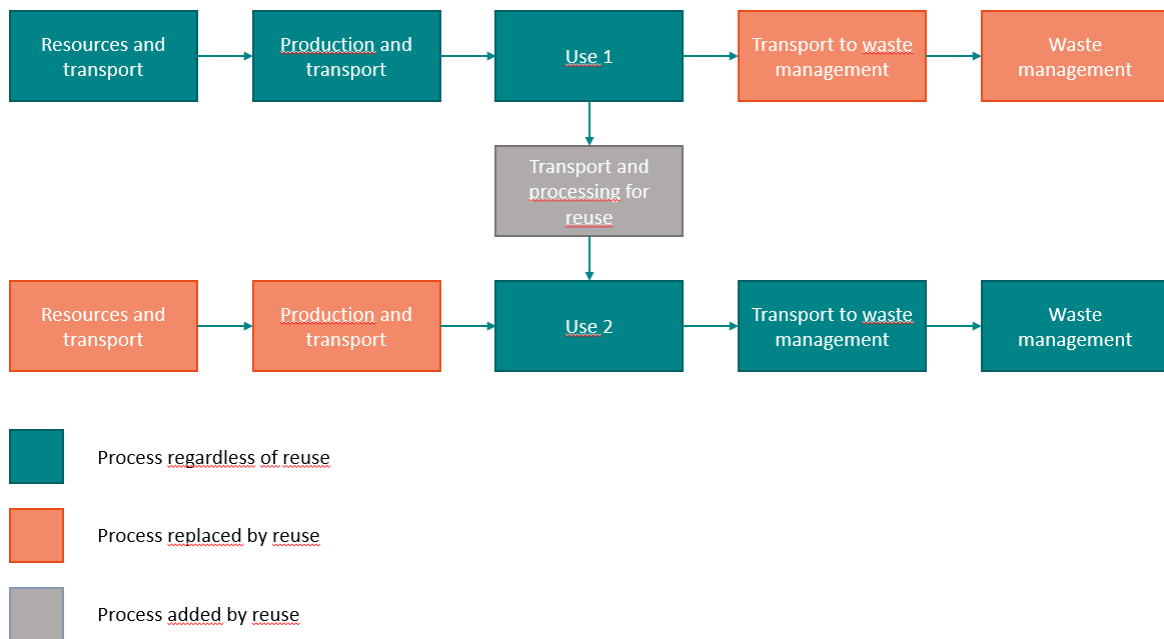 Resources and
transport
Production and
transport
Use 1
Transport to waste
management
Waste
management
Transport and
processing for
reuse
Resources and
transport
Production and
transport
Use 2
Transport to waste
management
Waste
management
Process regardless of reuse
Process replaced by reuse
Process added by reuse